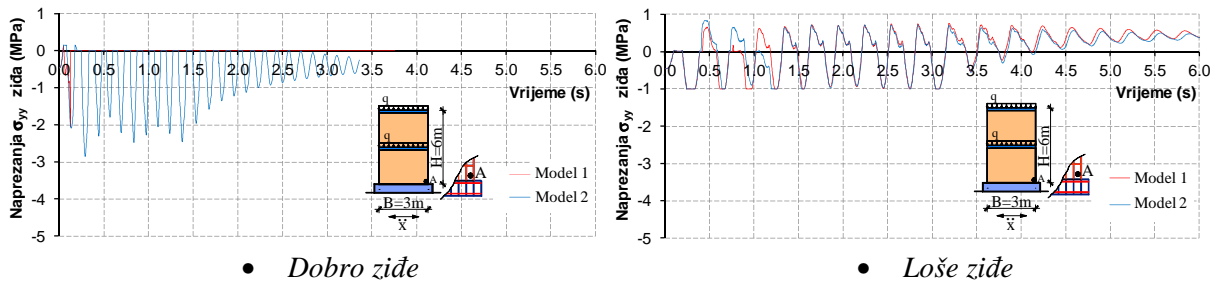 Naprezanja σyy ziđa (MPa)
1
0
-1
-2
-3
-4
-5
0.0 0.5 1.0 1.5 2.0 2.5 3.0 3.5 4.0 4.5 5.0 5.5 6.0
Vrijeme (s)
q
q
H=6m
A
A
B=3m
ẍ
Model 1
Model 2
• Dobro ziđe
Naprezanja σyy ziđa (MPa)
1
0
-1
-2
-3
-4
-5
0.0 0.5 1.0 1.5 2.0 2.5 3.0 3.5 4.0 4.5 5.0 5.5 6.0
Vrijeme (s)
q
q
H=6m
A
A
B=3m
ẍ
Model 1
Model 2
• Loše ziđe